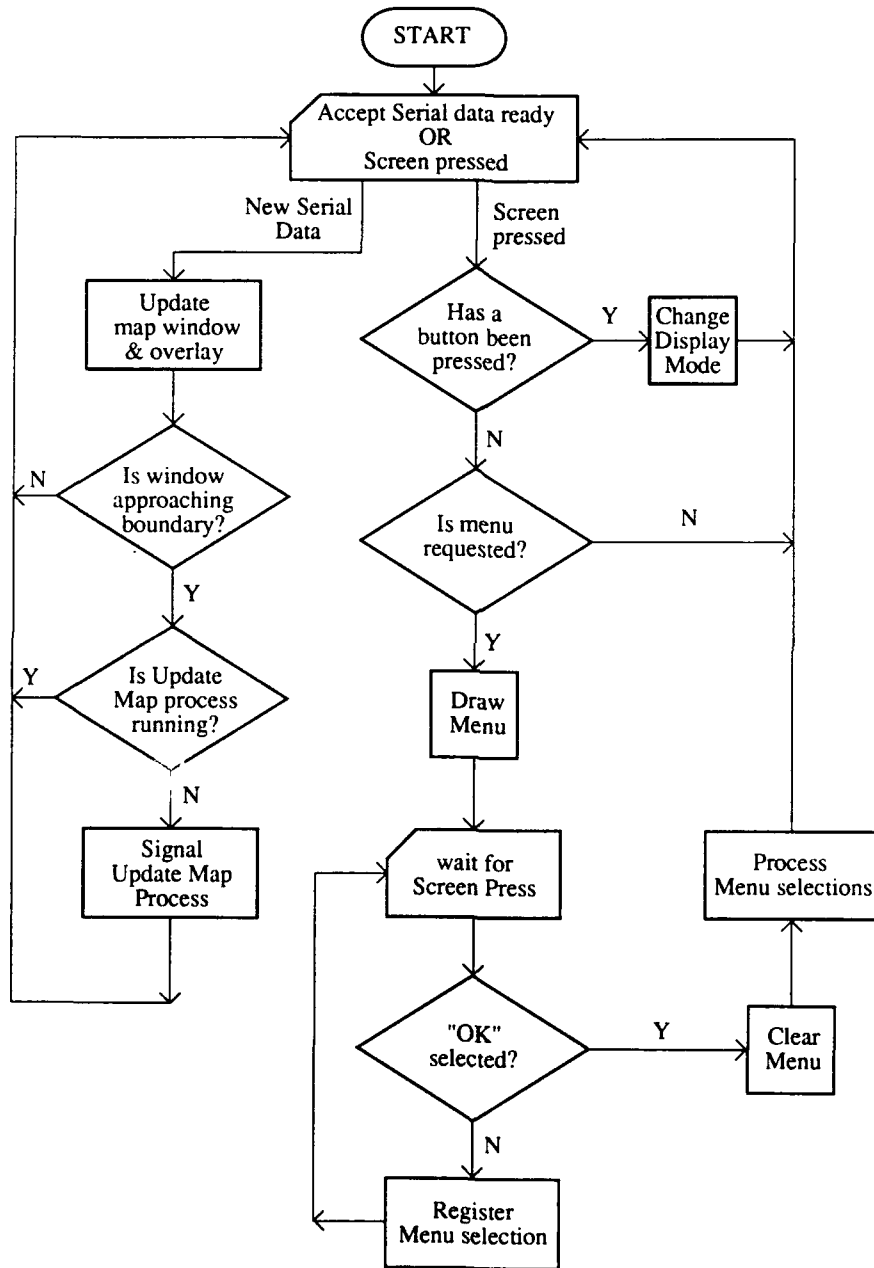 START
Accept Serial data ready
OR
Screen pressed
New Serial
Data
Screen
pressed
Update
map window
& overlay
Has a
button been
pressed?
Y
Change
Display
Mode
N
N
Is window
approaching
boundary?
Is menu
requested?
N
Y
Y
Y
Is Update
Map process
running?
Draw
Menu
N
Signal
Update Map
Process
wait for
Screen Press
Process
Menu selections
"OK"
selected?
Y
Clear
Menu
N
Register
Menu selection